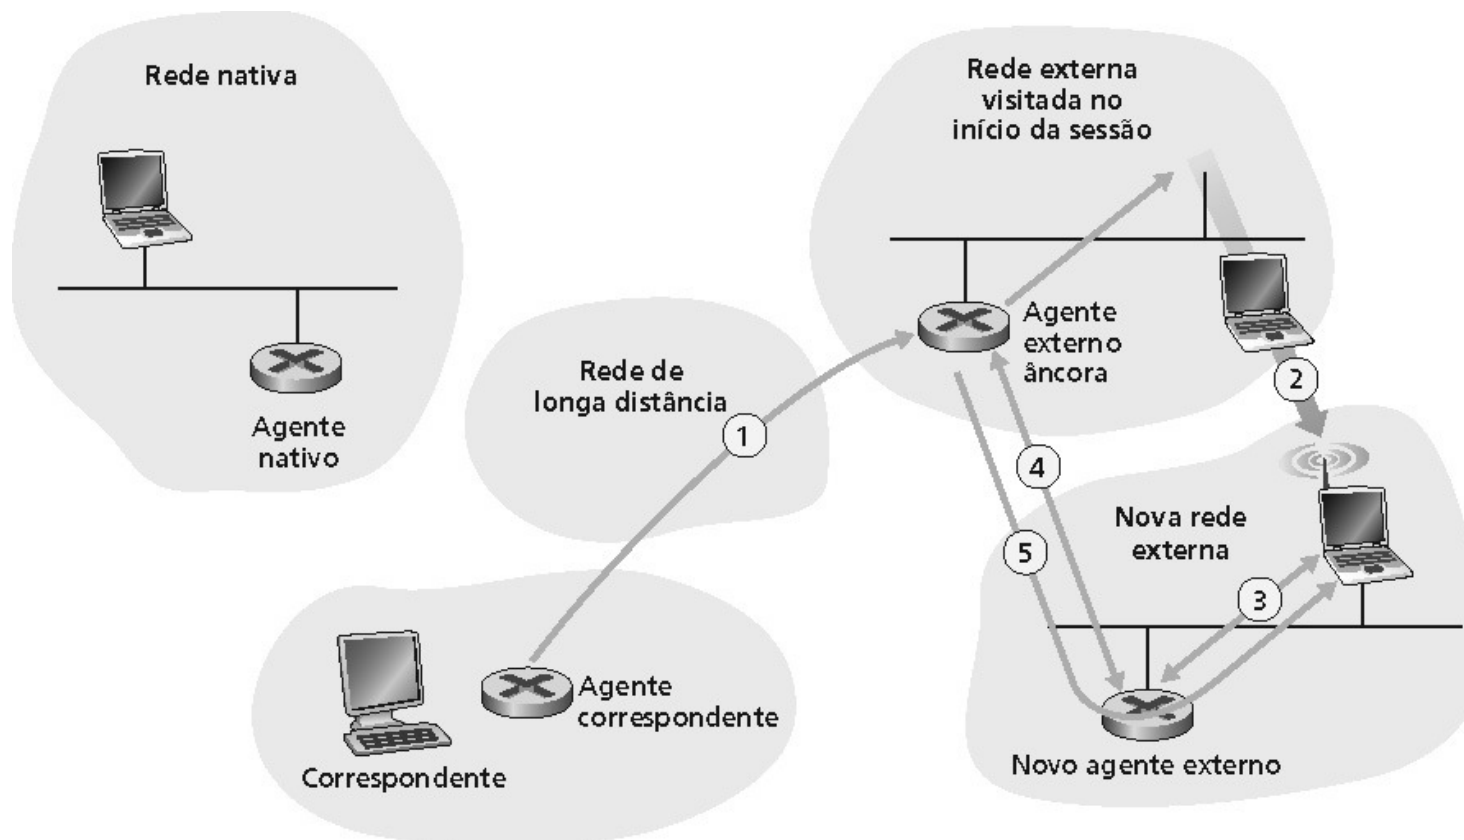 Rede nativa
Agente
nativo
Rede de
longa distância
1
Rede externa
visitada no
início da sessão
Agente
externo
âncora
2
4
5
Nova rede
externa
3
Novo agente externo
Agente
correspondente
Correspondente